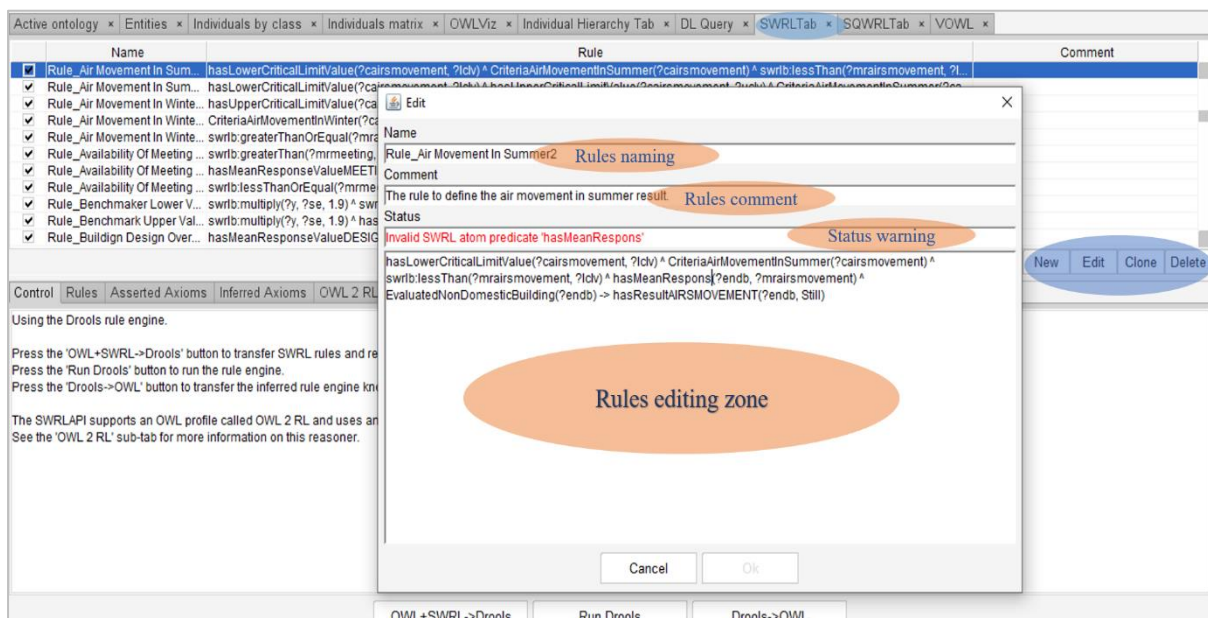 Active ontology × Entities × Individuals by class × Individuals matrix × OWLViz × Individual Hierarchy Tab × DL Query × SWRLTab × SQWRLTab × VOWL ×
Name Rule Comment
Rule_Air Movement In Sum... hasLowerCriticalLimitValue(?cairsmovement, ?lclv) ^ CriteriaAirMovementInSummer(?cairsmovement) ^ swrlb:lessThan(?mrairsmovement, ?l...
Rule_Air Movement In Sum... hasLowerCriticalLimitValue(?cairsmovement, ?lclv) ^ hasUpperCriticalLimitValue(?cairsmovement, ?uclv) ^ CriteriaAirMovementInSummer(?ca...
Rule_Air Movement In Winte... hasUpperCriticalLimitValue(?ca
Rule_Air Movement In Winte... CriteriaAirMovementInWinter(?ca
Rule_Air Movement In Winte... swrlb:greaterThanOrEqual(?mra
Rule_Availability Of Meeting ... swrlb:greaterThan(?mrmeeting,
Rule_Availability Of Meeting ... hasMeanResponseValueMEETI
Rule_Availability Of Meeting ... swrlb:lessThanOrEqual(?mrme
Rule_Benchmaker Lower V... swrlb:multiply(?y, ?se, 1.9) ^ swr
Rule_Benchmark Upper Val... swrlb:multiply(?y, ?se, 1.9) ^ has
Rule_Buildign Design Over... hasMeanResponseValueDESIG
New Edit Clone Delete
Edit
Name
Rule_Air Movement In Summer2 Rules naming
Comment
The rule to define the air movement in summer result. Rules comment
Status
Invalid SWRL atom predicate 'hasMeanRespons' Status warning
hasLowerCriticalLimitValue(?cairsmovement, ?lclv) ^ CriteriaAirMovementInSummer(?cairsmovement) ^
swrlb:lessThan(?mrairsmovement, ?lclv) ^ hasMeanRespons(?endb, ?mrairsmovement) ^
EvaluatedNonDomesticBuilding(?endb) -> hasResultAIRSMOVEMENT(?endb, Still)
Rules editing zone
Cancel Ok
Control Rules Asserted Axioms Inferred Axioms OWL 2 RL
Using the Drools rule engine.
Press the 'OWL+SWRL->Drools' button to transfer SWRL rules and re
Press the 'Run Drools' button to run the rule engine.
Press the 'Drools->OWL' button to transfer the inferred rule engine kn
The SWRLAPI supports an OWL profile called OWL 2 RL and uses an
See the 'OWL 2 RL' sub-tab for more information on this reasoner.
OWL+SWRL->Drools Run Drools Drools->OWL